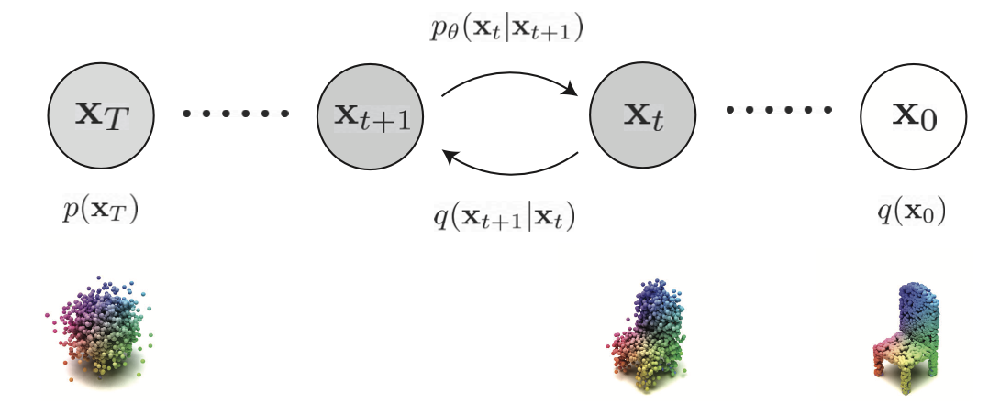 p_θ(x_t|x_{t+1})
x_T ...... x_{t+1} x_t ...... x_0
p(x_T) q(x_{t+1}|x_t) q(x_0)